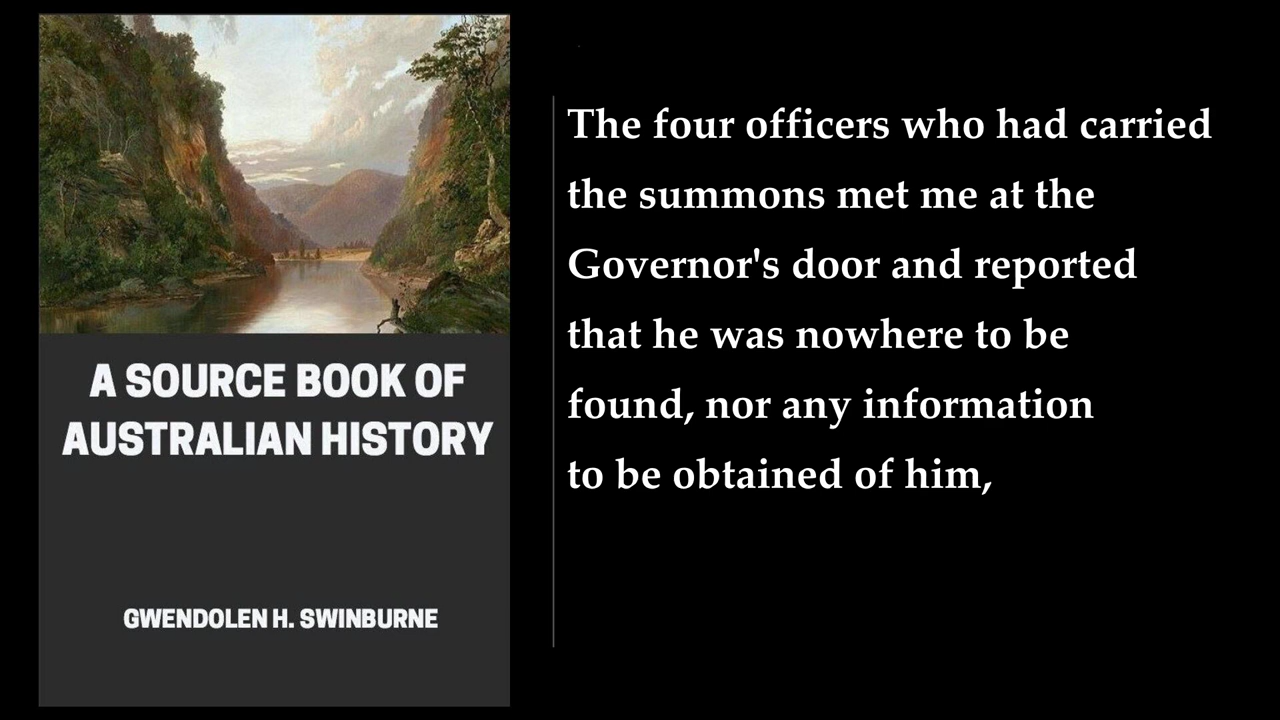 A SOURCE BOOK OF
AUSTRALIAN HISTORY
GWENDOLEN H. SWINBURNE
The four officers who had carried
the summons met me at the
Governor's door and reported
that he was nowhere to be
found, nor any information
to be obtained of him,